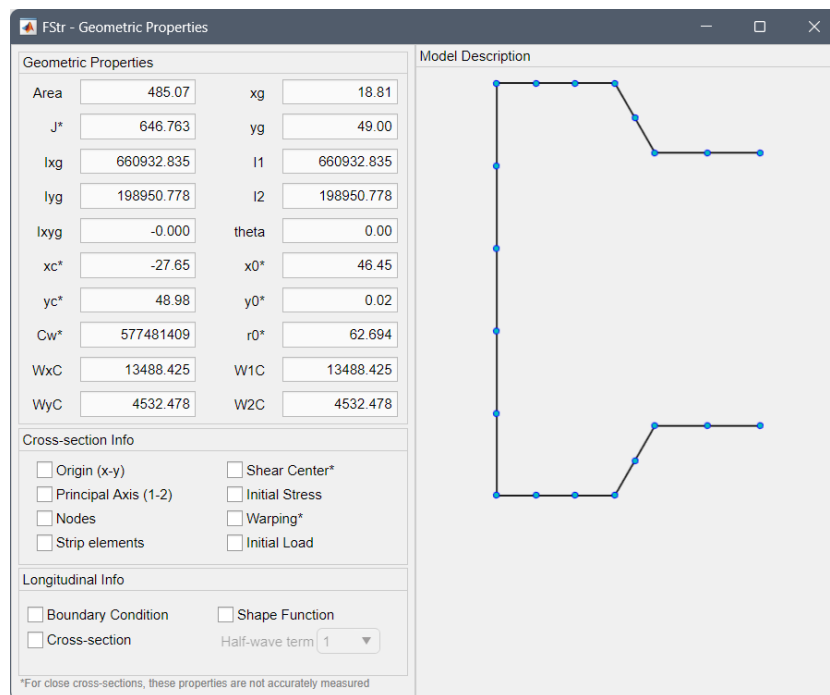 FStr - Geometric Properties
Geometric Properties
Model Description
Area 485.07 xg 18.81
J* 646.763 yg 49.00
Ixg 660932.835 I1 660932.835
Iyg 198950.778 I2 198950.778
Ixyg -0.000 theta 0.00
xc* -27.65 x0* 46.45
yc* 48.98 y0* 0.02
Cw* 577481409 r0* 62.694
WxC 13488.425 W1C 13488.425
WyC 4532.478 W2C 4532.478
Cross-section Info
Origin (x-y) Shear Center*
Principal Axis (1-2) Initial Stress
Nodes Warping*
Strip elements Initial Load
Longitudinal Info
Boundary Condition Shape Function
Cross-section Half-wave term 1
*For close cross-sections, these properties are not accurately measured